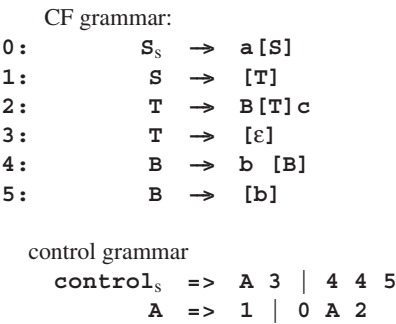 CF grammar:
0: Sₛ → a[S]
1: S → [T]
2: T → B[T]c
3: T → [ε]
4: B → b [B]
5: B → [b]
control grammar
controlₛ => A 3 | 4 4 5
A => 1 | 0 A 2